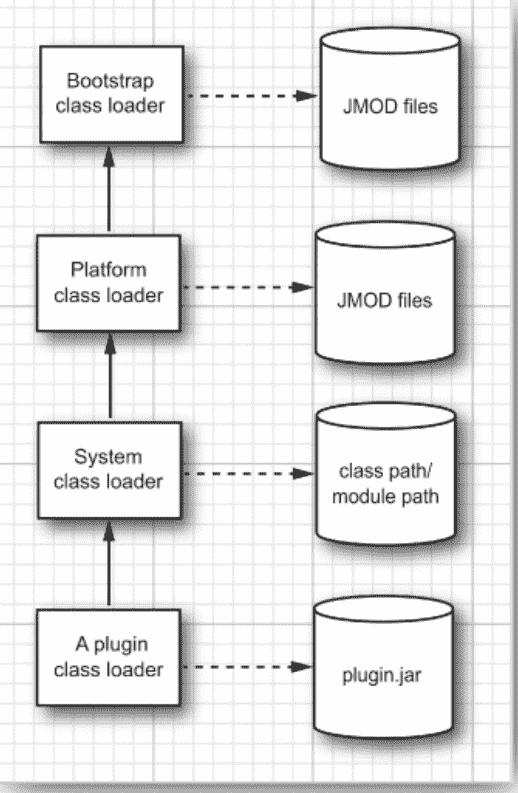 Bootstrap
class loader
JMOD files
Platform
class loader
JMOD files
System
class loader
class path/
module path
A plugin
class loader
plugin.jar